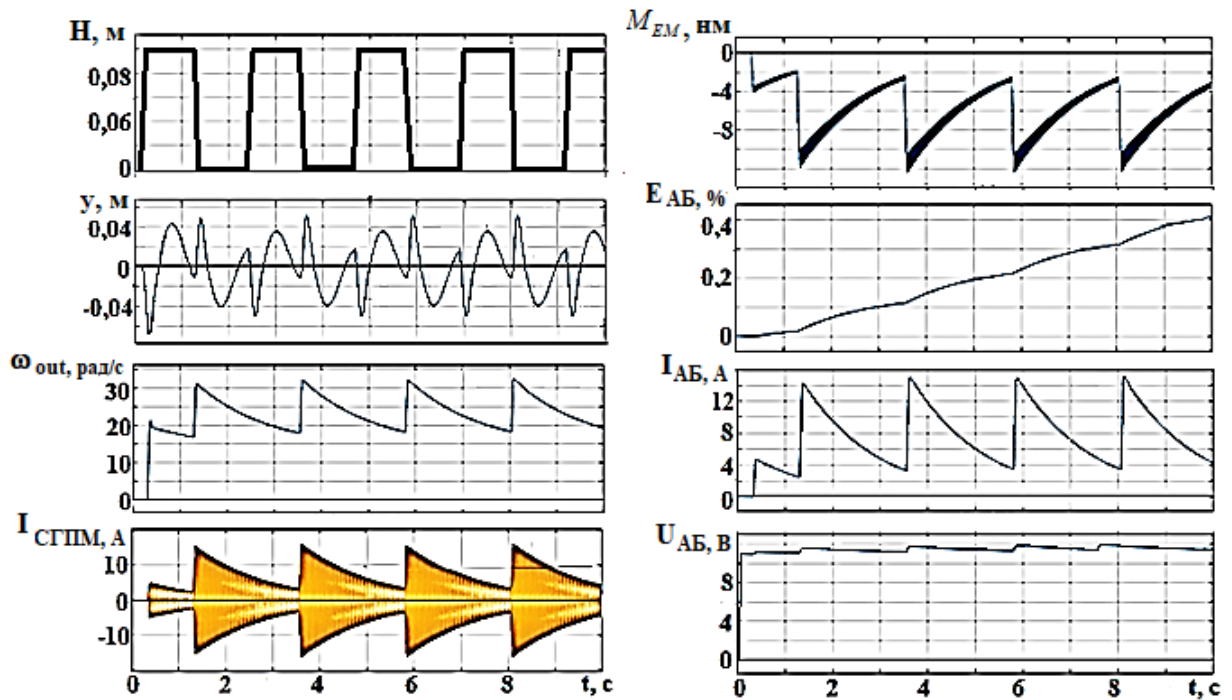 H, м
0,08
0,06
0
y, м
0,04
0
-0,04
ω out, рад/с
30
20
10
0
I СГПМ, А
10
0
-10
0 2 4 6 8 t, с
M EM, нм
0
-4
-8
E АБ, %
0,4
0,2
0
I АБ, А
12
8
4
0
U АБ, В
8
4
0
0 2 4 6 8 t, с